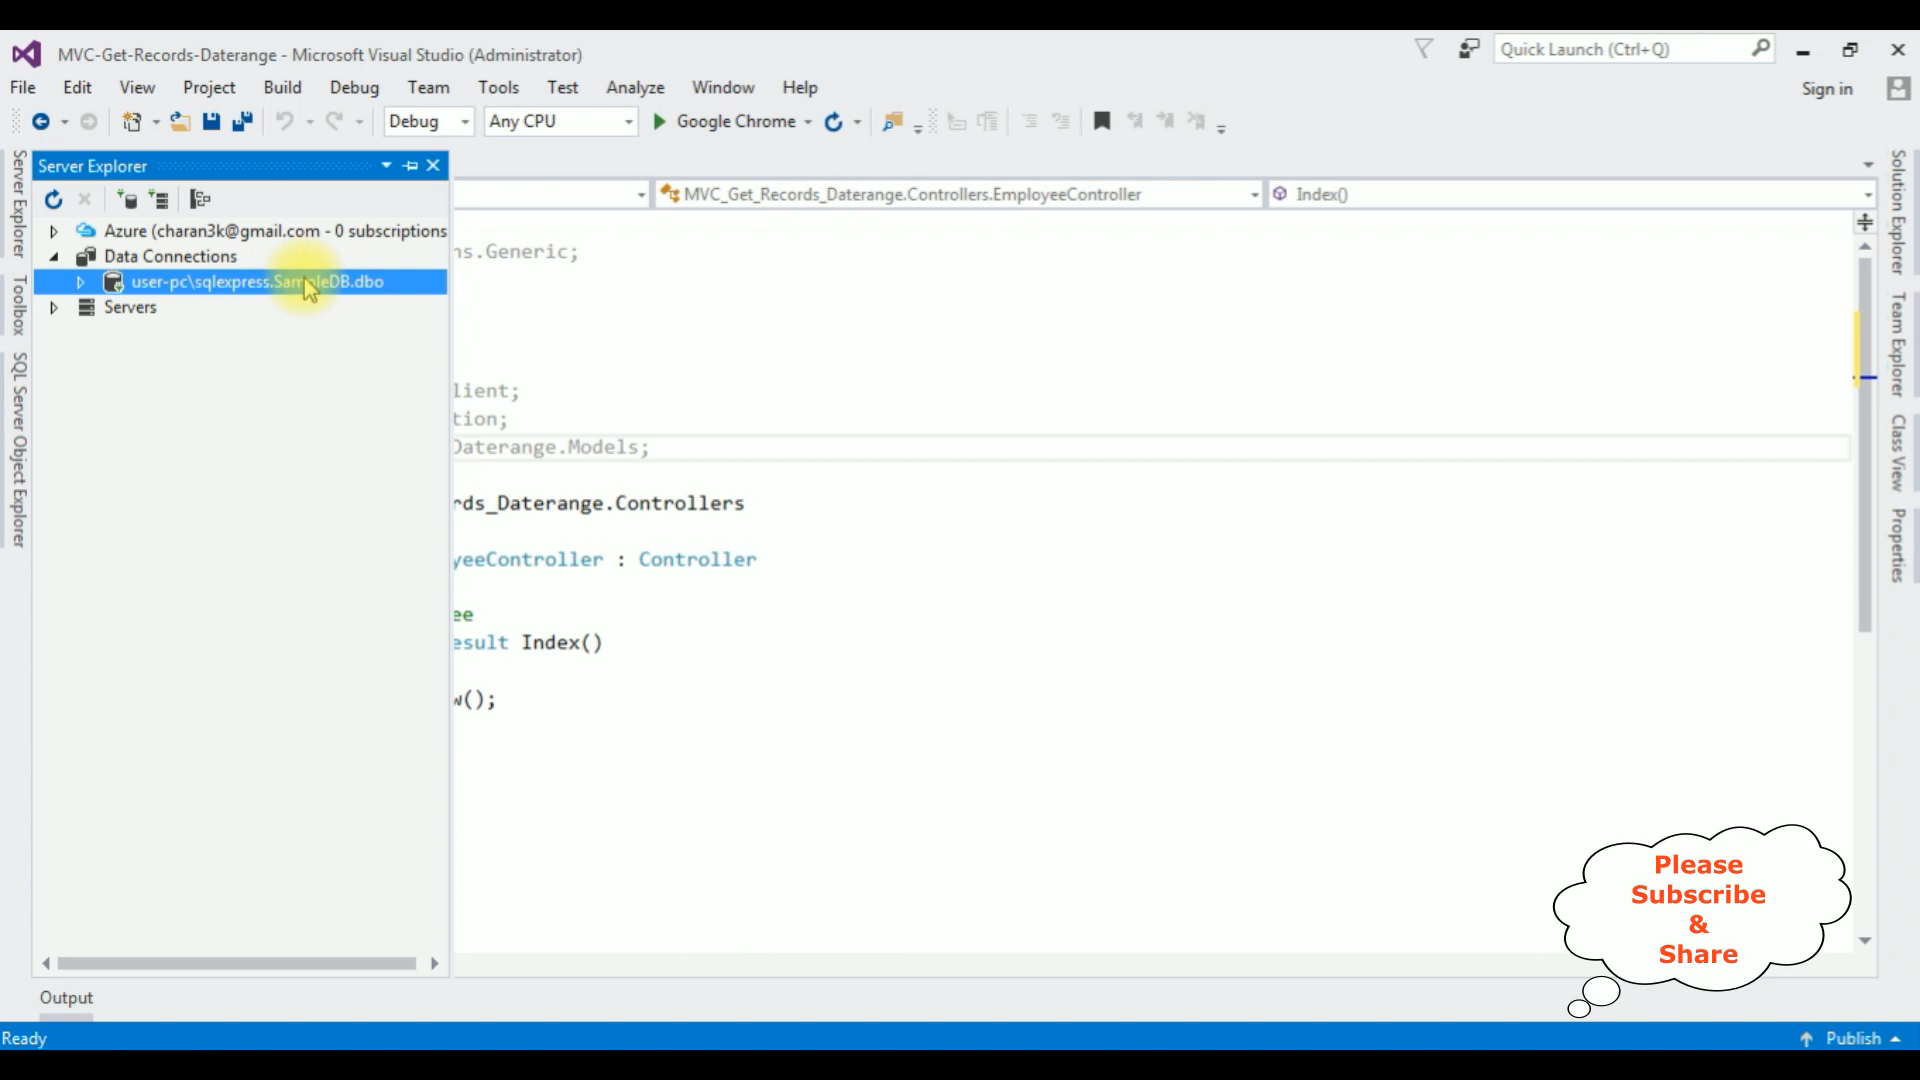 MVC-Get-Records-Daterange - Microsoft Visual Studio (Administrator)
Quick Launch (Ctrl+Q)
File Edit View Project Build Debug Team Tools Test Analyze Window Help
Sign in
Debug Any CPU Google Chrome
Server Explorer
MVC_Get_Records_Daterange.Controllers.EmployeeController
Index()
Azure (charan3k@gmail.com - 0 subscriptions
Data Connections
user-pc\sqlexpress.SampleDB.dbo
Servers
Server Explorer
Toolbox
SQL Server Object Explorer
ns.Generic;
lient;
tion;
Daterange.Models;
rds_Daterange.Controllers
yeeController : Controller
ee
esult Index()
w();
Solution Explorer
Team Explorer
Class View
Properties
Please
Subscribe
&
Share
Output
Ready
Publish